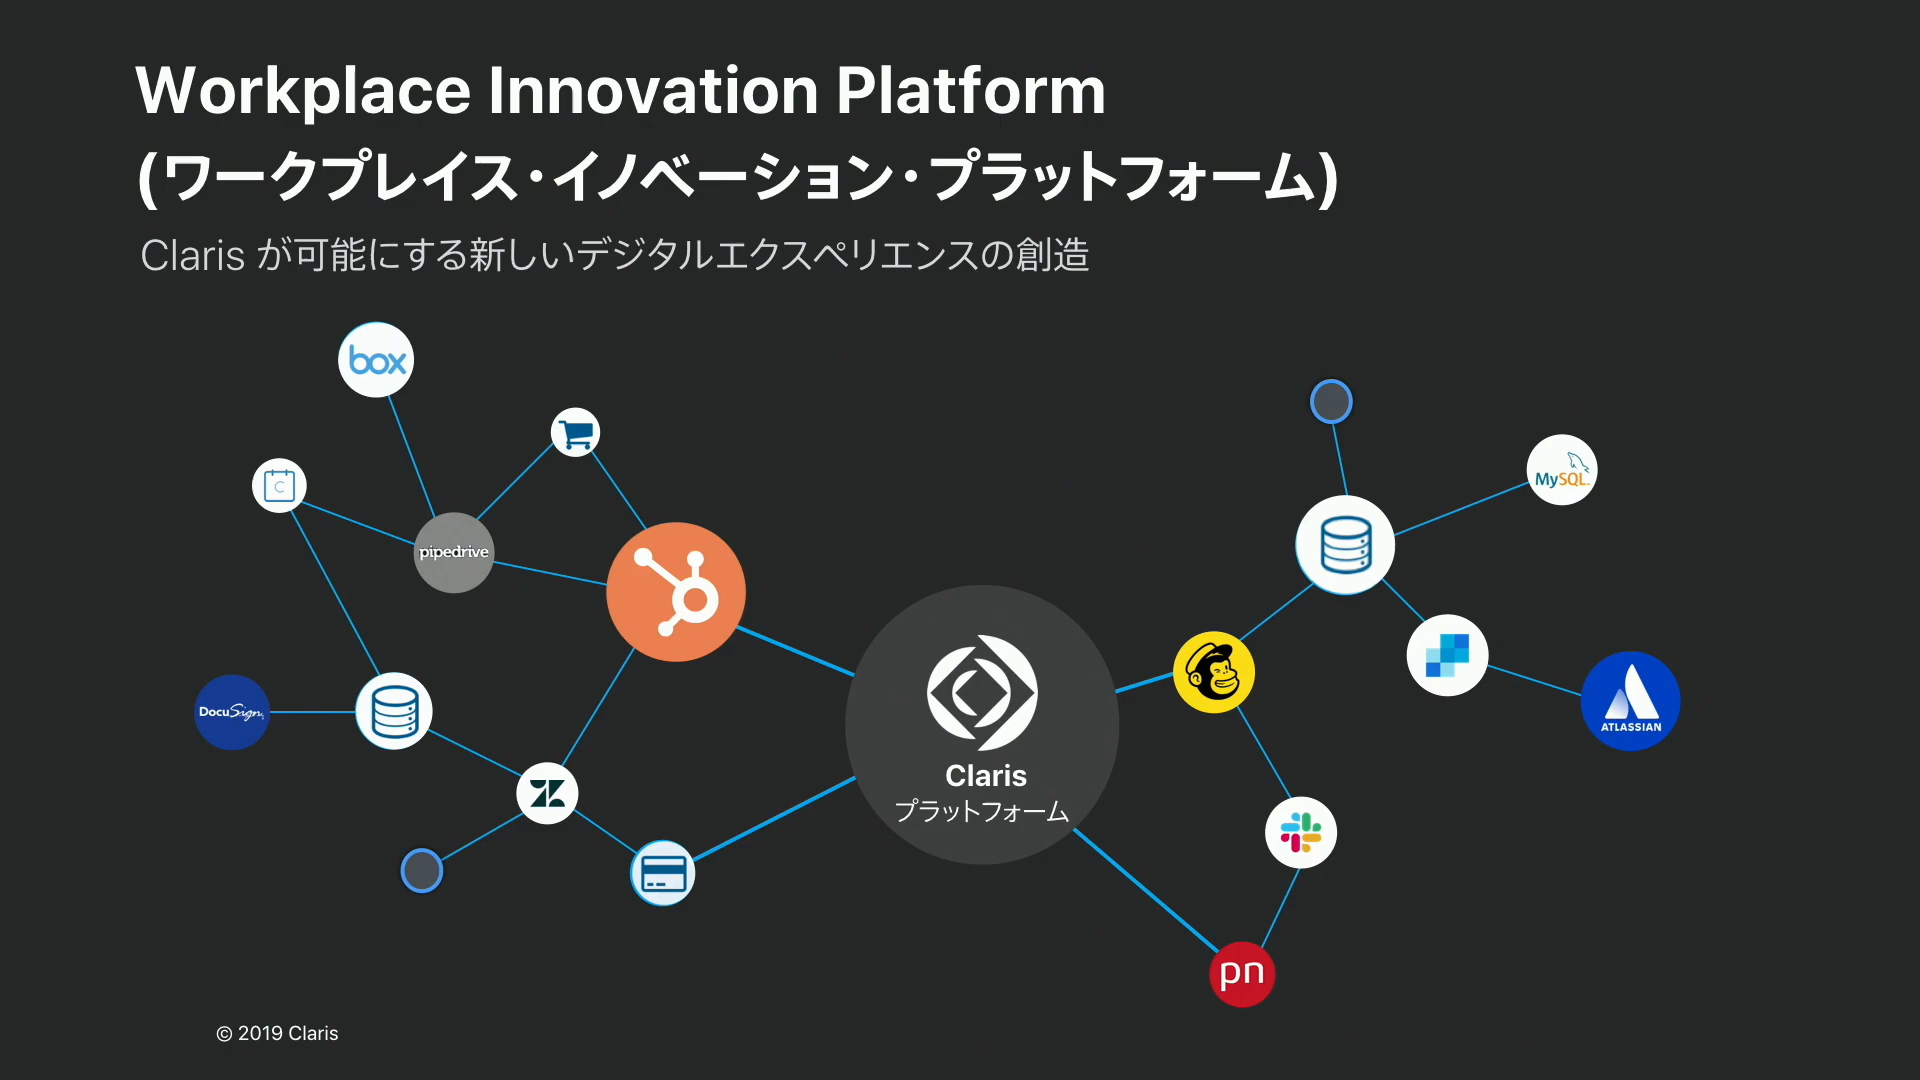 Workplace Innovation Platform
(ワークプレイス・イノベーション・プラットフォーム)
Claris が可能にする新しいデジタルエクスペリエンスの創造
box
C
pipedrive
MySQL
DocuSign
ATLASSIAN
Claris
プラットフォーム
pn
© 2019 Claris